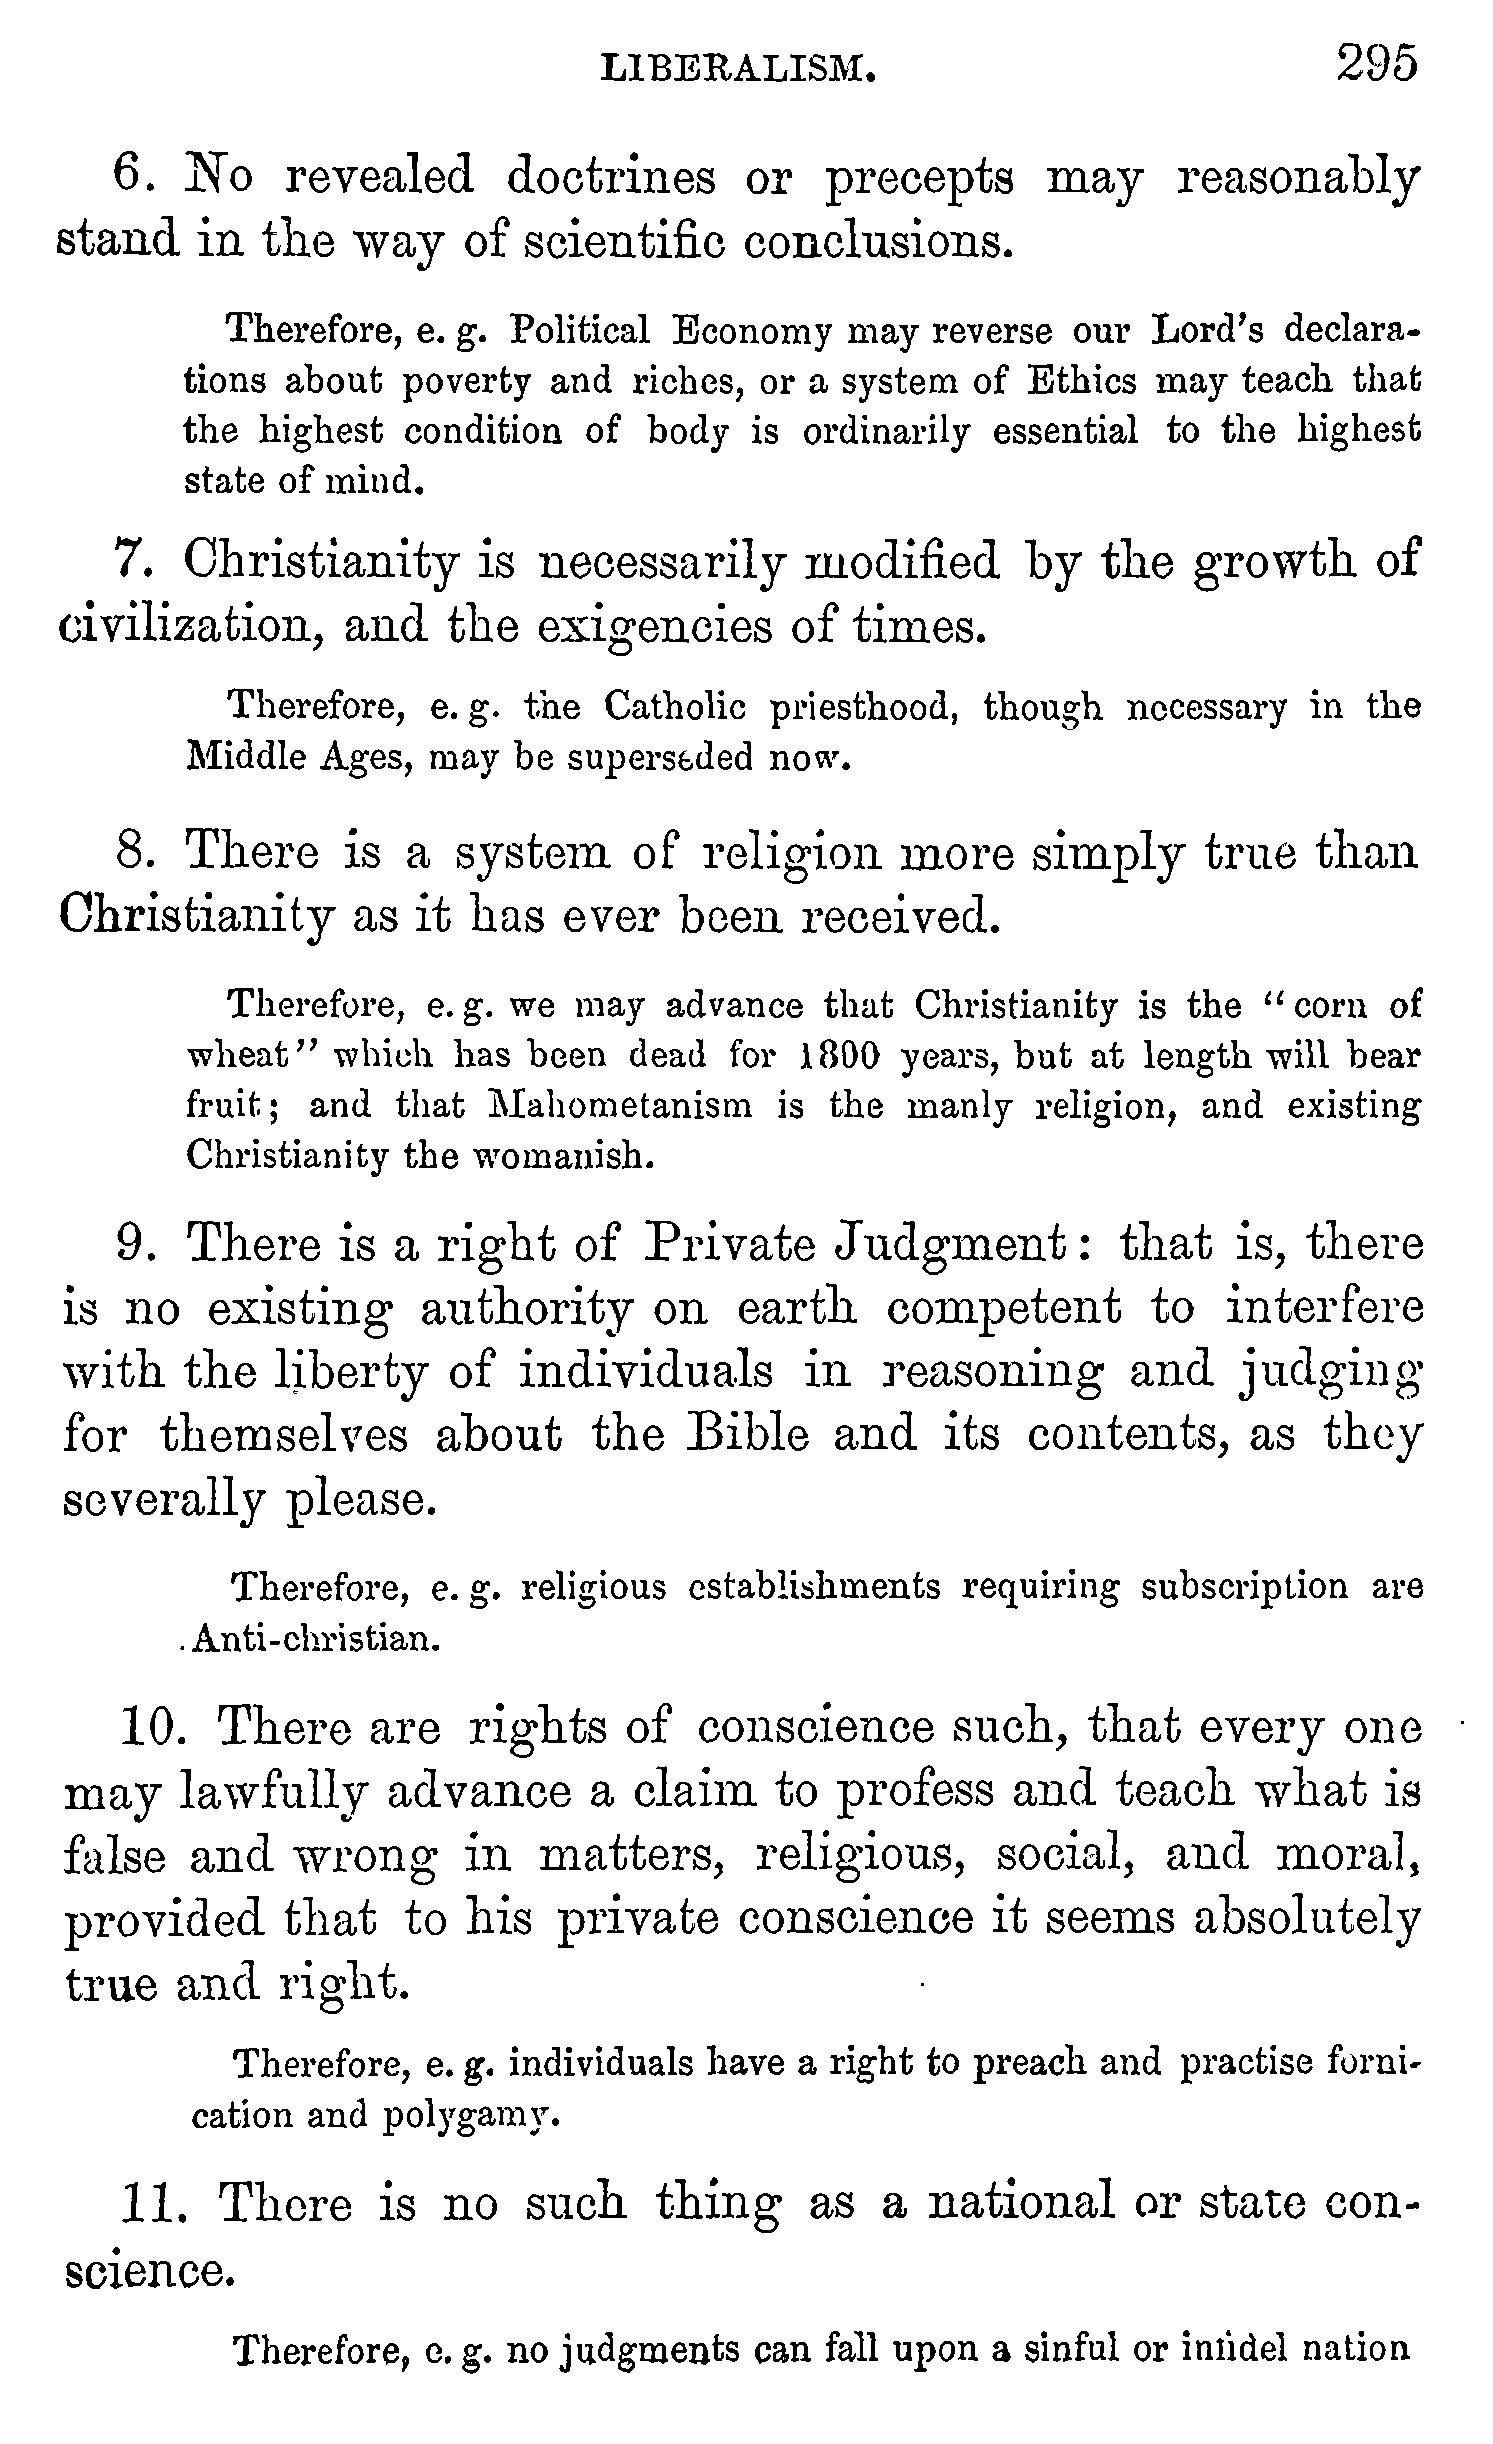 LIBERALISM. 295
6. No revealed doctrines or precepts may reasonably
stand in the way of scientific conclusions.
Therefore, e. g. Political Economy may reverse our Lord's declara-
tions about poverty and riches, or a system of Ethics may teach that
the highest condition of body is ordinarily essential to the highest
state of mind.
7. Christianity is necessarily modified by the growth of
civilization, and the exigencies of times.
Therefore, e. g. the Catholic priesthood, though necessary in the
Middle Ages, may be superseded now.
8. There is a system of religion more simply true than
Christianity as it has ever been received.
Therefore, e. g. we may advance that Christianity is the "corn of
wheat" which has been dead for 1800 years, but at length will bear
fruit; and that Mahometanism is the manly religion, and existing
Christianity the womanish.
9. There is a right of Private Judgment: that is, there
is no existing authority on earth competent to interfere
with the liberty of individuals in reasoning and judging
for themselves about the Bible and its contents, as they
severally please.
Therefore, e. g. religious establishments requiring subscription are
Anti-christian.
10. There are rights of conscience such, that every one
may lawfully advance a claim to profess and teach what is
false and wrong in matters, religious, social, and moral,
provided that to his private conscience it seems absolutely
true and right.
Therefore, e. g. individuals have a right to preach and practise forni-
cation and polygamy.
11. There is no such thing as a national or state con-
science.
Therefore, e. g. no judgments can fall upon a sinful or infidel nation